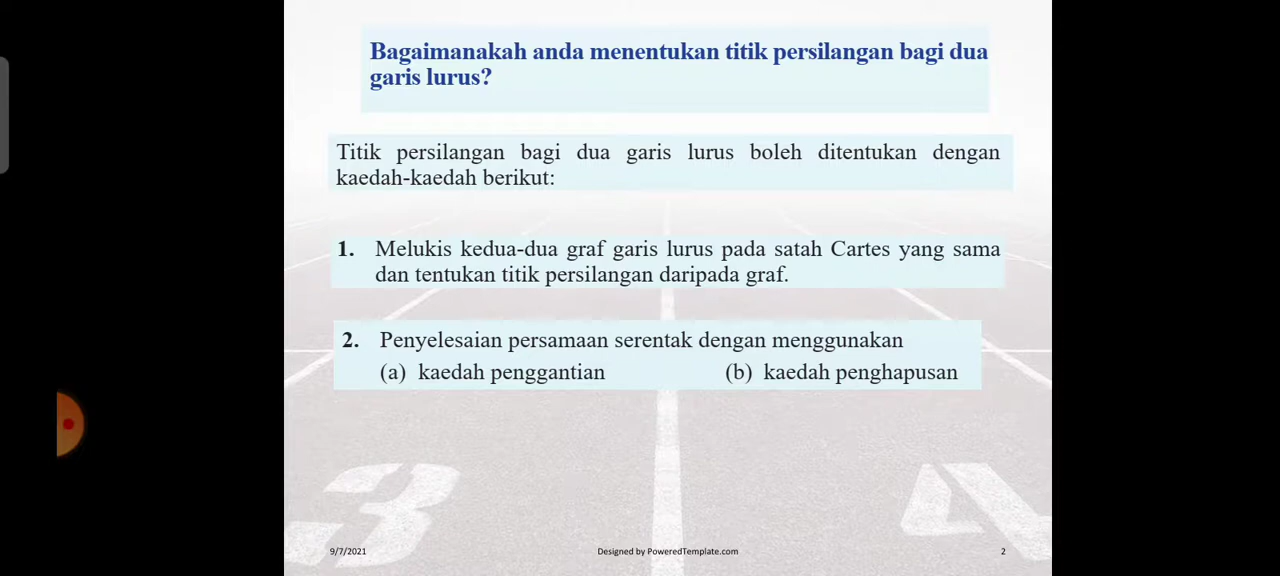 Bagaimanakah anda menentukan titik persilangan bagi dua
garis lurus?
Titik persilangan bagi dua garis lurus boleh ditentukan dengan
kaedah-kaedah berikut:
1. Melukis kedua-dua graf garis lurus pada satah Cartes yang sama
dan tentukan titik persilangan daripada graf.
2. Penyelesaian persamaan serentak dengan menggunakan
(a) kaedah penggantian (b) kaedah penghapusan
3 4
9/7/2021 Designed by PoweredTemplate.com 2